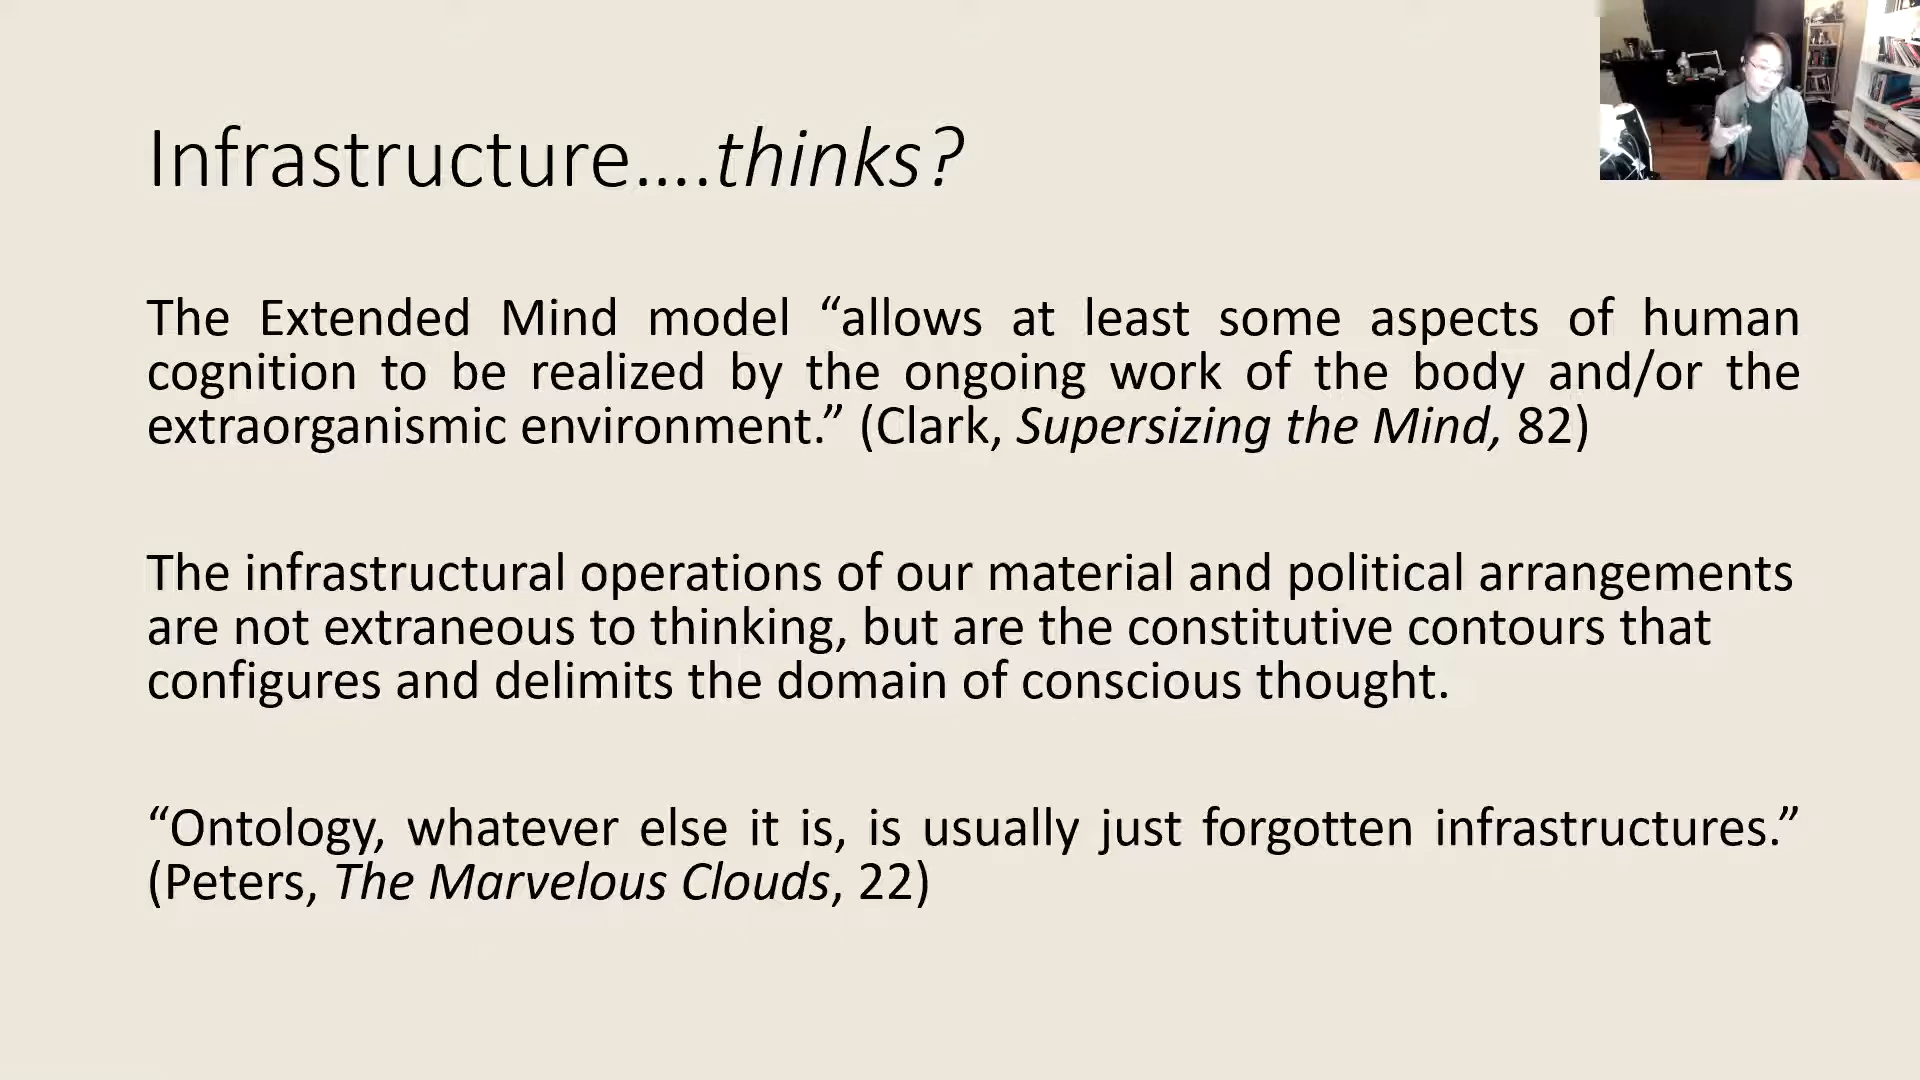 Infrastructure....thinks?
The Extended Mind model “allows at least some aspects of human
cognition to be realized by the ongoing work of the body and/or the
extraorganismic environment.” (Clark, Supersizing the Mind, 82)
The infrastructural operations of our material and political arrangements
are not extraneous to thinking, but are the constitutive contours that
configures and delimits the domain of conscious thought.
“Ontology, whatever else it is, is usually just forgotten infrastructures.”
(Peters, The Marvelous Clouds, 22)